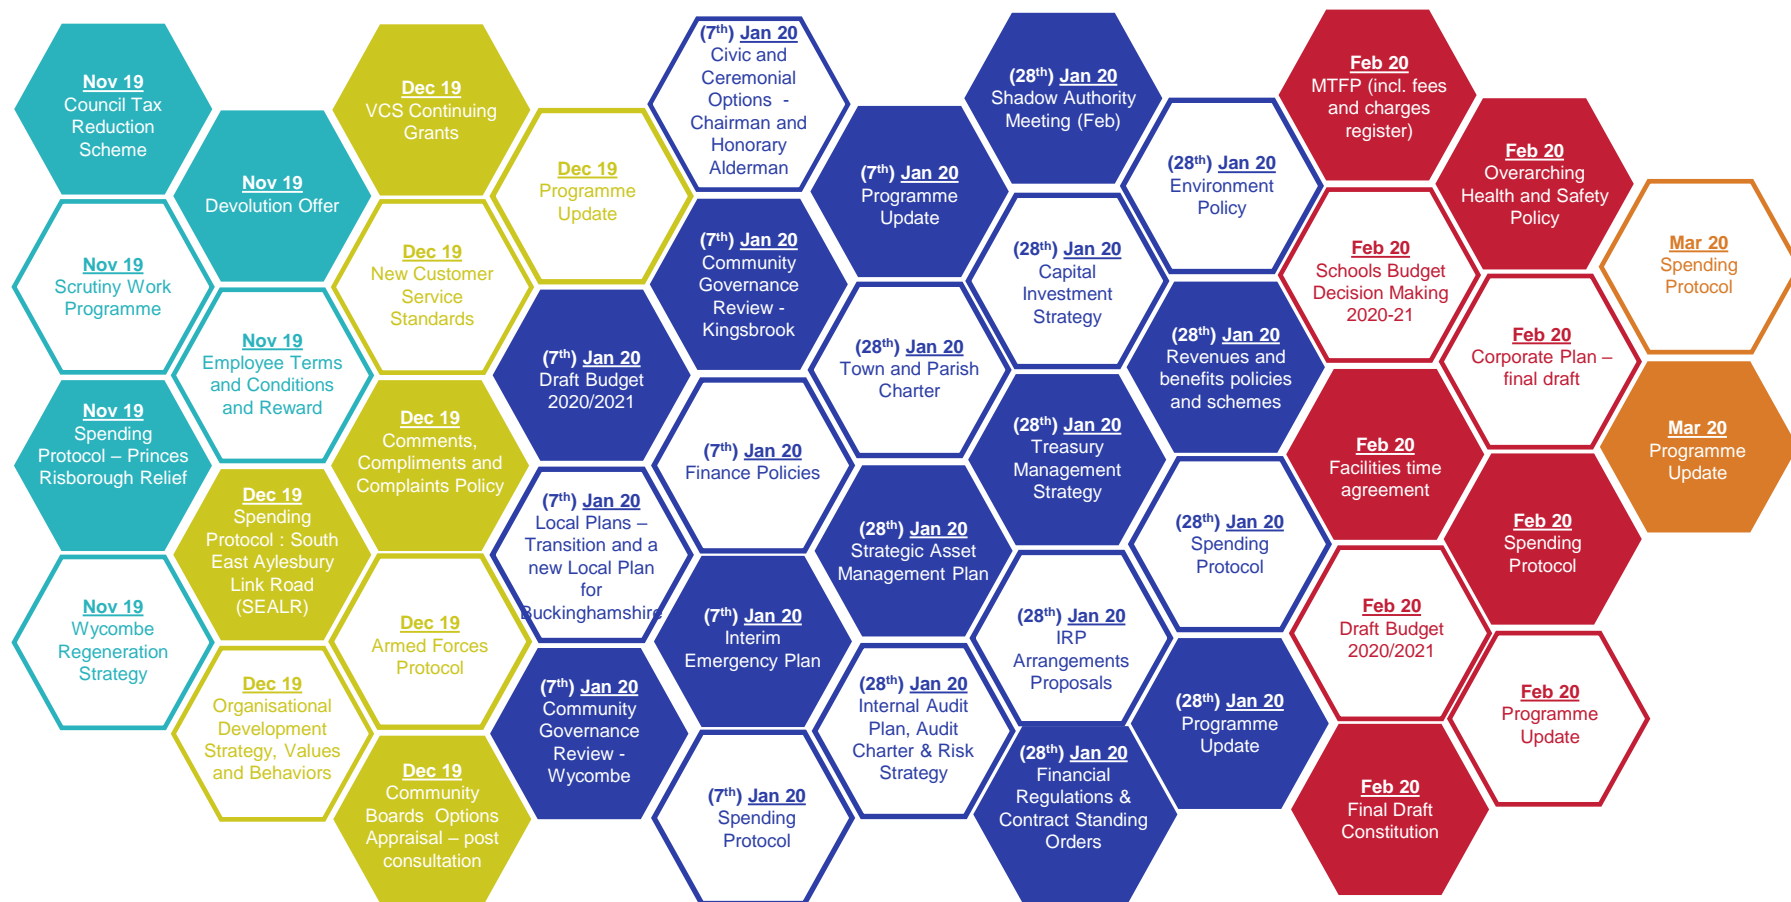 Nov 19
Council Tax
Reduction
Scheme
Nov 19
Scrutiny Work
Programme
Nov 19
Spending
Protocol – Princes
Risborough Relief
Nov 19
Wycombe
Regeneration
Strategy
Nov 19
Devolution Offer
Nov 19
Employee Terms
and Conditions
and Reward
Dec 19
Spending
Protocol : South
East Aylesbury
Link Road
(SEALR)
Dec 19
Organisational
Development
Strategy, Values
and Behaviors
Dec 19
VCS Continuing
Grants
Dec 19
New Customer
Service
Standards
Dec 19
Comments,
Compliments and
Complaints Policy
Dec 19
Armed Forces
Protocol
Dec 19
Community
Boards Options
Appraisal – post
consultation
Dec 19
Programme
Update
(7th) Jan 20
Draft Budget
2020/2021
(7th) Jan 20
Local Plans –
Transition and a
new Local Plan
for
Buckinghamshire
(7th) Jan 20
Community
Governance
Review -
Wycombe
(7th) Jan 20
Civic and
Ceremonial
Options -
Chairman and
Honorary
Alderman
(7th) Jan 20
Community
Governance
Review -
Kingsbrook
(7th) Jan 20
Finance Policies
(7th) Jan 20
Interim
Emergency Plan
(7th) Jan 20
Spending
Protocol
(7th) Jan 20
Programme
Update
(28th) Jan 20
Town and Parish
Charter
(28th) Jan 20
Strategic Asset
Management Plan
(28th) Jan 20
Internal Audit
Plan, Audit
Charter & Risk
Strategy
(28th) Jan 20
Shadow Authority
Meeting (Feb)
(28th) Jan 20
Capital
Investment
Strategy
(28th) Jan 20
Treasury
Management
Strategy
(28th) Jan 20
IRP
Arrangements
Proposals
(28th) Jan 20
Financial
Regulations &
Contract Standing
Orders
(28th) Jan 20
Environment
Policy
(28th) Jan 20
Revenues and
benefits policies
and schemes
(28th) Jan 20
Spending
Protocol
(28th) Jan 20
Programme
Update
Feb 20
MTFP (incl. fees
and charges
register)
Feb 20
Schools Budget
Decision Making
2020-21
Feb 20
Facilities time
agreement
Feb 20
Draft Budget
2020/2021
Feb 20
Final Draft
Constitution
Feb 20
Overarching
Health and Safety
Policy
Feb 20
Corporate Plan –
final draft
Feb 20
Spending
Protocol
Feb 20
Programme
Update
Mar 20
Spending
Protocol
Mar 20
Programme
Update